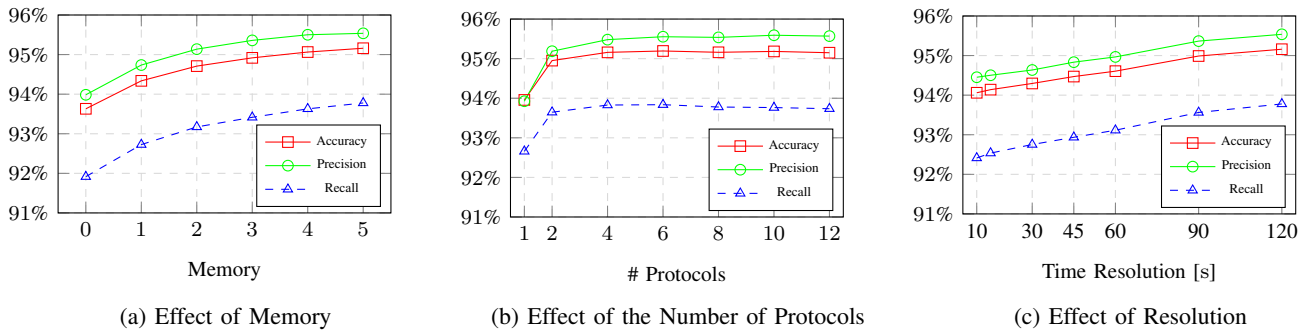 96%
95%
94%
93%
92%
91%
0 1 2 3 4 5
Memory
Accuracy
Precision
Recall
(a) Effect of Memory
96%
95%
94%
93%
92%
91%
1 2 4 6 8 10 12
# Protocols
Accuracy
Precision
Recall
(b) Effect of the Number of Protocols
96%
95%
94%
93%
92%
91%
10 30 45 60 90 120
Time Resolution [s]
Accuracy
Precision
Recall
(c) Effect of Resolution